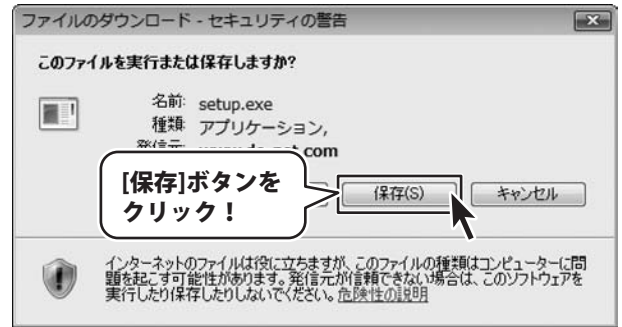 ファイルのダウンロード - セキュリティの警告
このファイルを実行または保存しますか?
名前: setup.exe
種類: アプリケーション,
発信元:
[保存]ボタンを
クリック！
保存(S)
キャンセル
インターネットのファイルは役に立ちますが、このファイルの種類はコンピューターに問
題を起こす可能性があります。発信元が信頼できない場合は、このソフトウェアを
実行したり保存したりしないでください。危険性の説明